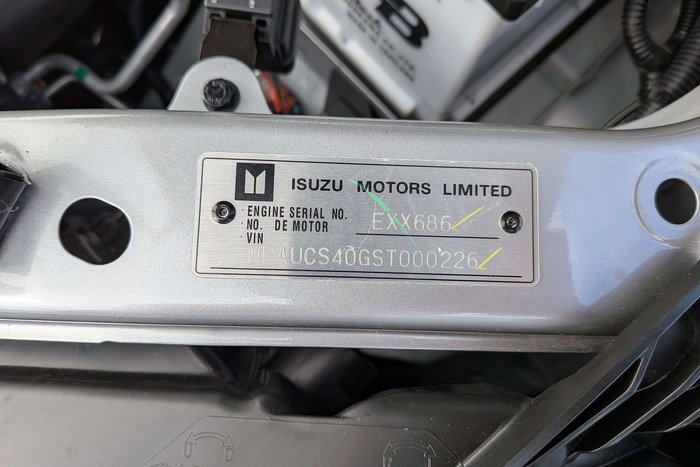 B
ISUZU MOTORS LIMITED
ENGINE SERIAL NO.
NO. DE MOTOR
EXX686
VIN
MPAUCS40GST000226